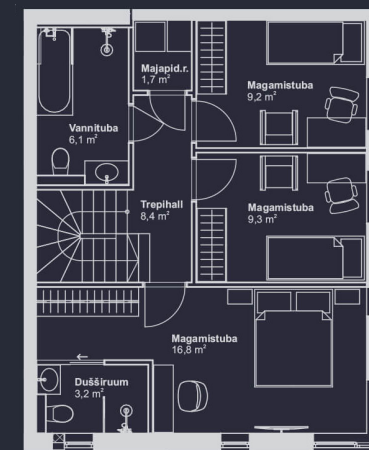 Majapid.r.
1,7 m²
Magamistuba
9,2 m²
Vannituba
6,1 m²
Trepihall
8,4 m²
Magamistuba
9,3 m²
Magamistuba
16,8 m²
Dušširuum
3,2 m²